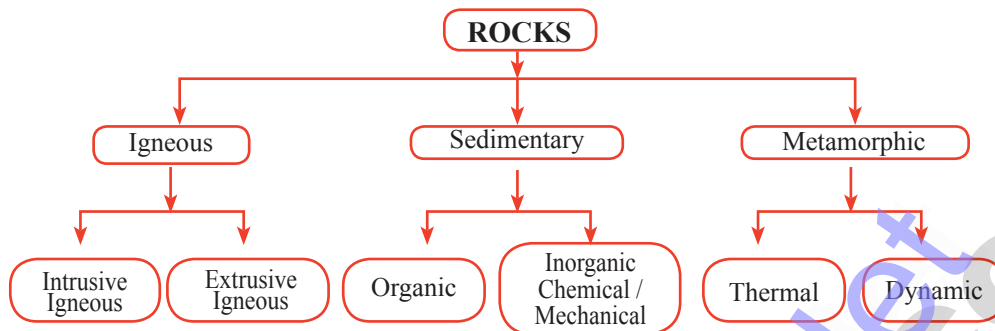 ROCKS
Igneous
Sedimentary
Metamorphic
Intrusive
Igneous
Extrusive
Igneous
Organic
Inorganic
Chemical /
Mechanical
Thermal
Dynamic